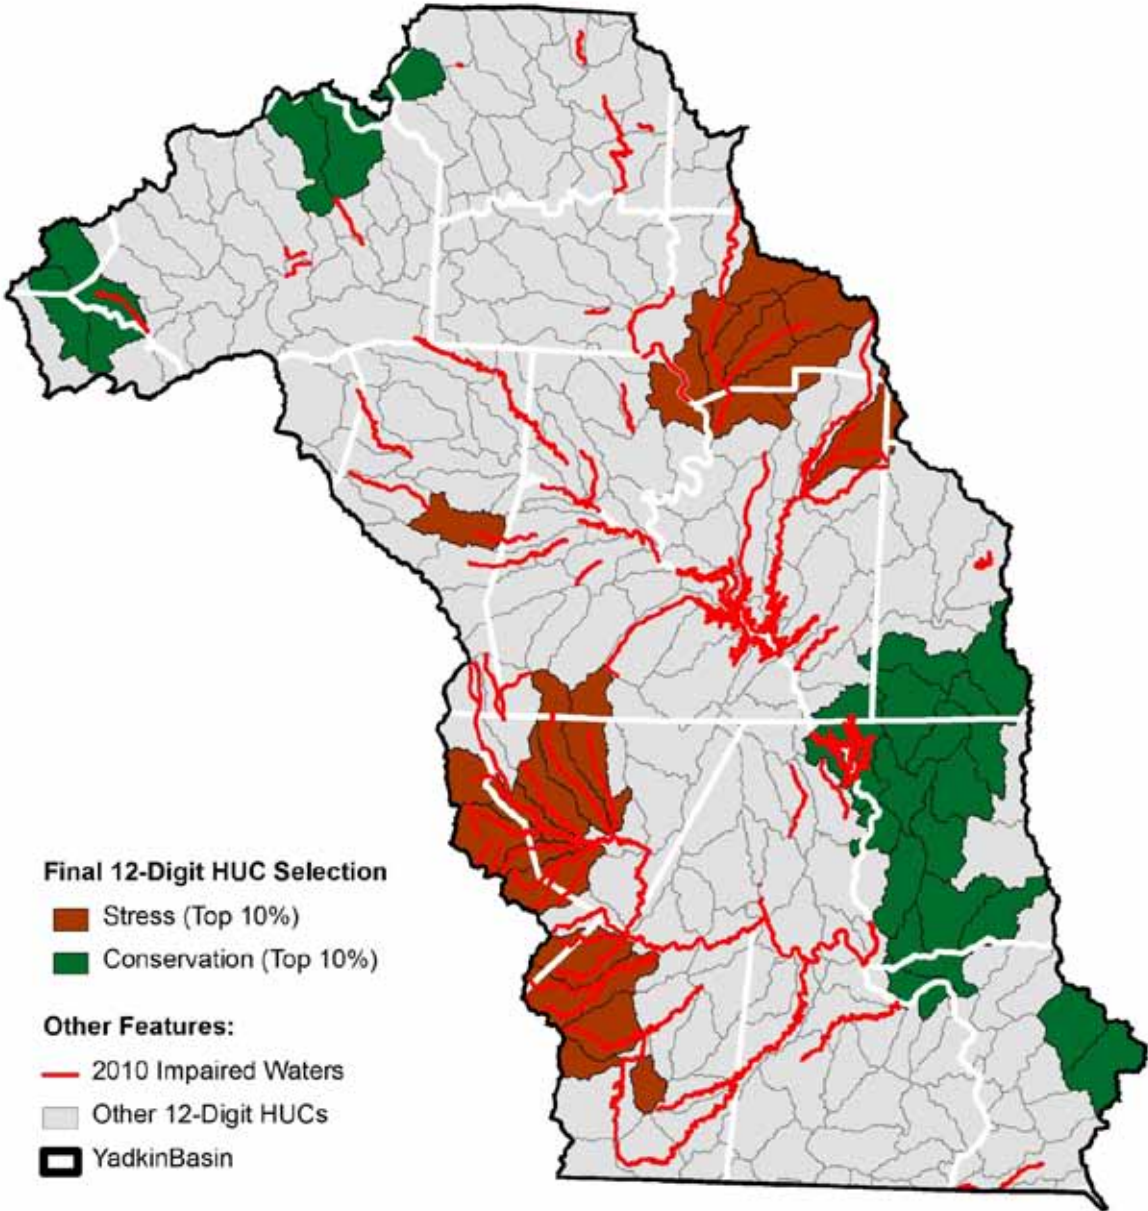 Final 12-Digit HUC Selection
Stress (Top 10%)
Conservation (Top 10%)
Other Features:
2010 Impaired Waters
Other 12-Digit HUCs
YadkinBasin